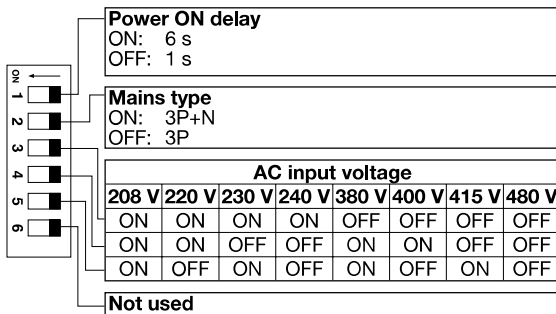 Power ON delay
ON: 6 s
OFF: 1 s
ON
1
2
3
4
5
6
Mains type
ON: 3P+N
OFF: 3P
AC input voltage
208 V 220 V 230 V 240 V 380 V 400 V 415 V 480 V
ON ON ON ON OFF OFF OFF OFF
ON ON OFF OFF ON ON OFF OFF
ON OFF ON OFF ON OFF ON OFF
Not used